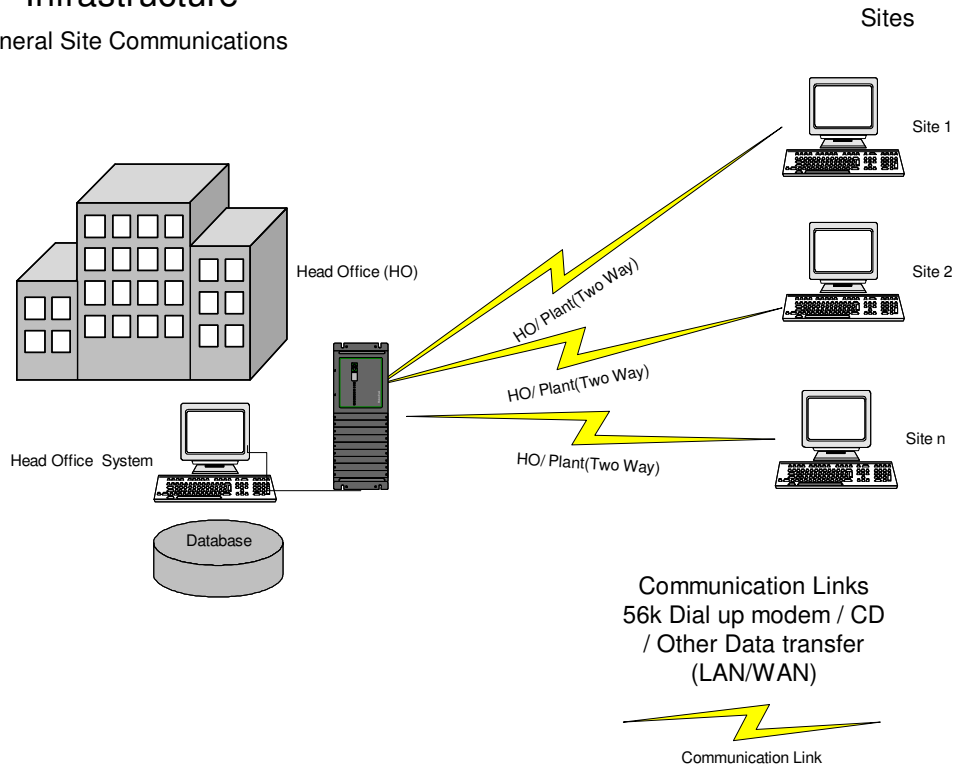 Infrastructure
neral Site Communications
Sites
Site 1
Head Office (HO)
HO/ Plant(Two Way)
Site 2
HO/ Plant(Two Way)
Head Office System
HO/ Plant(Two Way)
Site n
Database
Communication Links
56k Dial up modem / CD
/ Other Data transfer
(LAN/WAN)
Communication Link